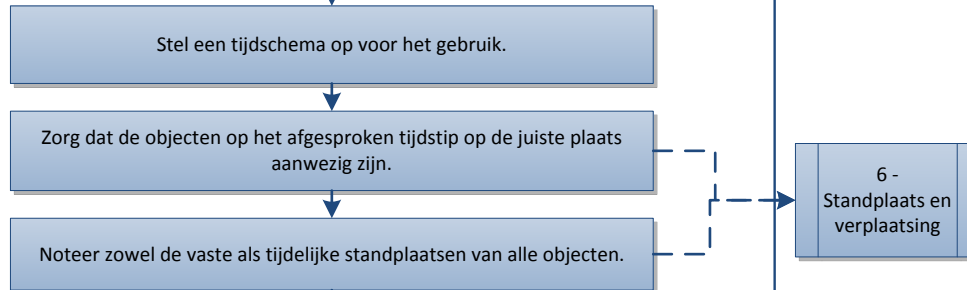 Stel een tijdschema op voor het gebruik.
Zorg dat de objecten op het afgesproken tijdstip op de juiste plaats
aanwezig zijn.
6 -
Standplaats en
verplaatsing
Noteer zowel de vaste als tijdelijke standplaatsen van alle objecten.